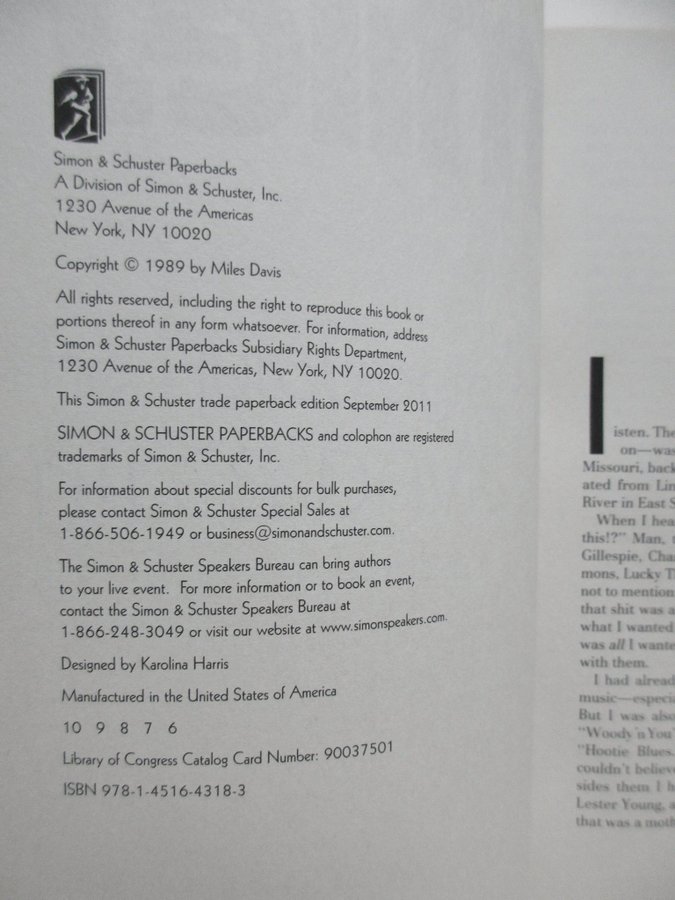 Simon & Schuster Paperbacks
A Division of Simon & Schuster, Inc.
1230 Avenue of the Americas
New York, NY 10020
Copyright © 1989 by Miles Davis
All rights reserved, including the right to reproduce this book or
portions thereof in any form whatsoever. For information, address
Simon & Schuster Paperbacks Subsidiary Rights Department,
1230 Avenue of the Americas, New York, NY 10020.
This Simon & Schuster trade paperback edition September 2011
SIMON & SCHUSTER PAPERBACKS and colophon are registered
trademarks of Simon & Schuster, Inc.
For information about special discounts for bulk purchases,
please contact Simon & Schuster Special Sales at
1-866-506-1949 or business@simonandschuster.com.
The Simon & Schuster Speakers Bureau can bring authors
to your live event. For more information or to book an event,
contact the Simon & Schuster Speakers Bureau at
1-866-248-3049 or visit our website at www.simonspeakers.com.
Designed by Karolina Harris
Manufactured in the United States of America
10 9 8 7 6
Library of Congress Catalog Card Number: 90037501
ISBN 978-1-4516-4318-3
isten. The
on—was
Missouri, back
ated from Lin
River in East S
When I hea
this!?" Man, t
Gillespie, Cha
mons, Lucky T
not to mention
that shit was a
what I wanted
was all I wante
with them.
I had alread
music—especi
But I was also
"Woody 'n You"
"Hootie Blues.
couldn't believe
sides them I h
Lester Young, a
that was a moth